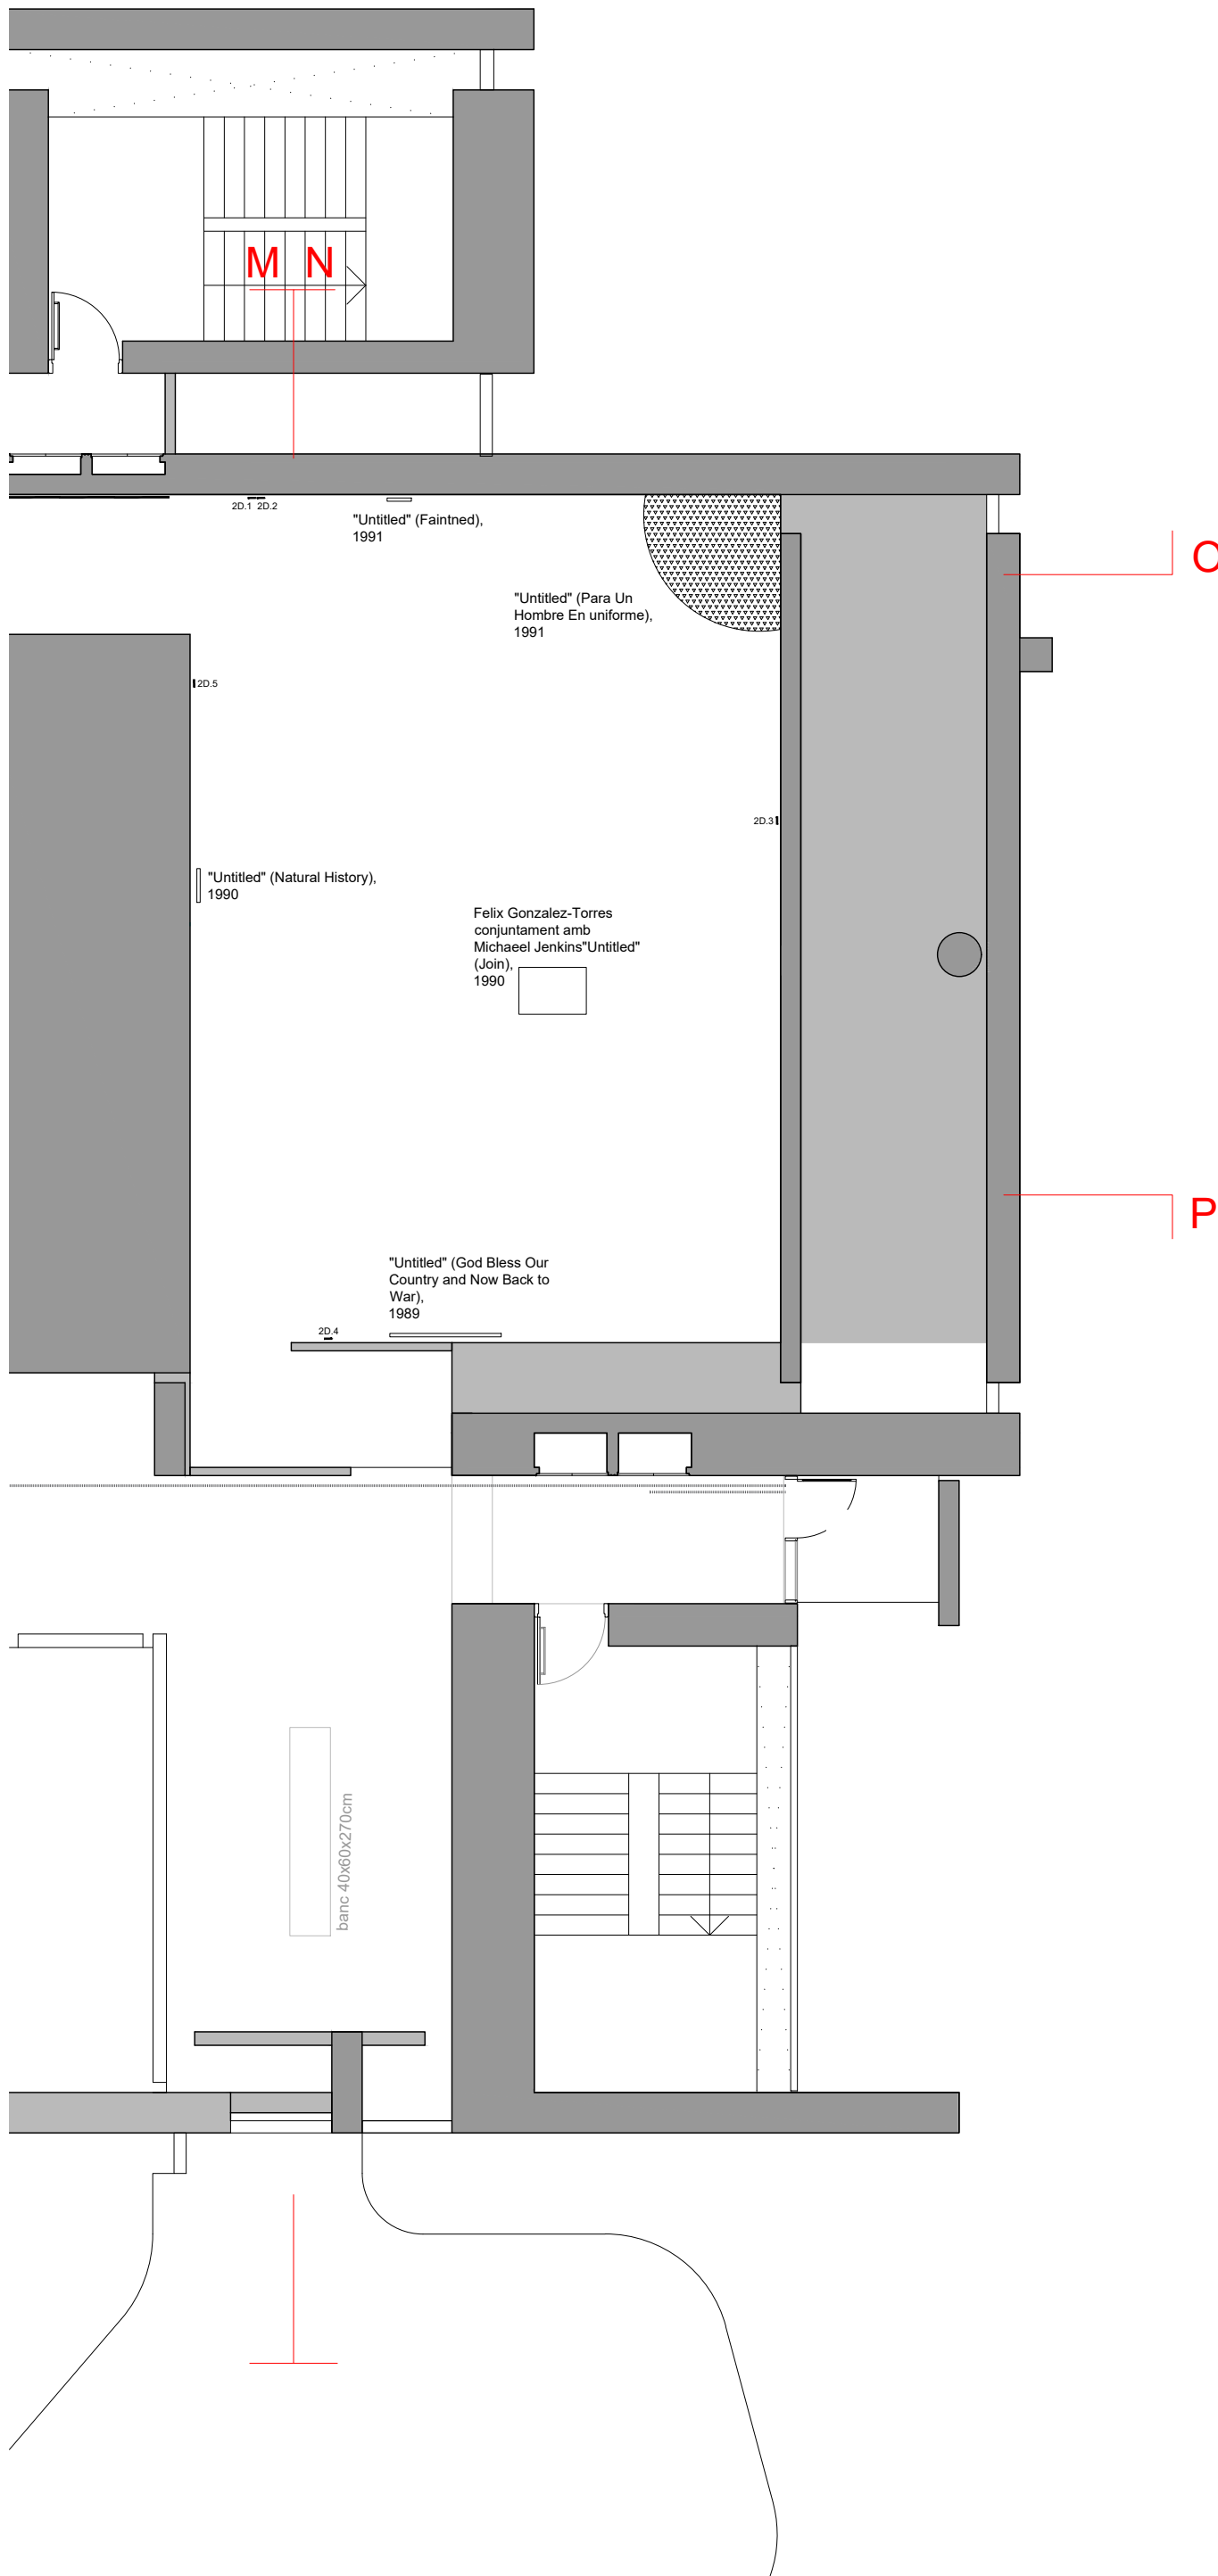 M N
2D.1 2D.2
"Untitled" (Faintned),
1991
O
"Untitled" (Para Un
Hombre En uniforme),
1991
2D.5
2D.3
"Untitled" (Natural History),
1990
Felix Gonzalez-Torres
conjuntament amb
Michaeel Jenkins"Untitled"
(Join),
1990
P
"Untitled" (God Bless Our
Country and Now Back to
War),
1989
2D.4
banc 40x60x270cm